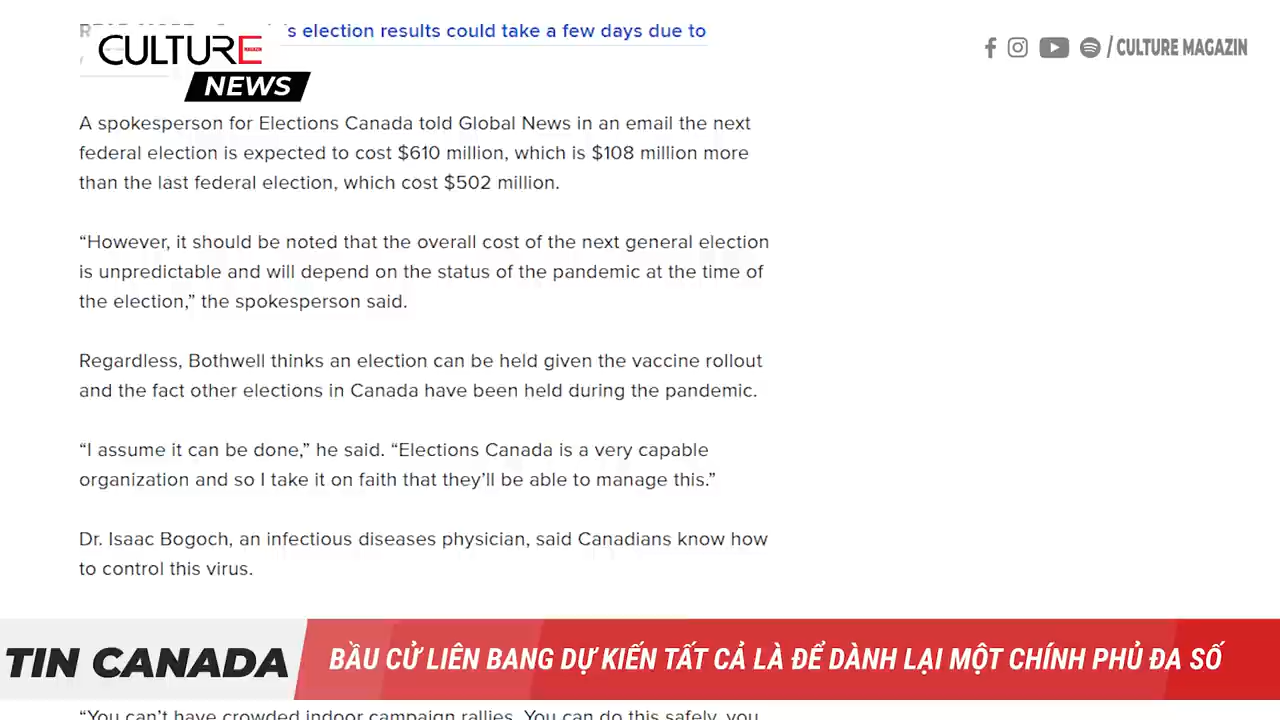 s election results could take a few days due to
CULTURE
NEWS
/ CULTURE MAGAZIN
A spokesperson for Elections Canada told Global News in an email the next
federal election is expected to cost $610 million, which is $108 million more
than the last federal election, which cost $502 million.
“However, it should be noted that the overall cost of the next general election
is unpredictable and will depend on the status of the pandemic at the time of
the election,” the spokesperson said.
Regardless, Bothwell thinks an election can be held given the vaccine rollout
and the fact other elections in Canada have been held during the pandemic.
“I assume it can be done,” he said. “Elections Canada is a very capable
organization and so I take it on faith that they’ll be able to manage this.”
Dr. Isaac Bogoch, an infectious diseases physician, said Canadians know how
to control this virus.
TIN CANADA
BẦU CỬ LIÊN BANG DỰ KIẾN TẤT CẢ LÀ ĐỂ DÀNH LẠI MỘT CHÍNH PHỦ ĐA SỐ
“You can’t have crowded indoor campaign rallies. You can do this safely, you